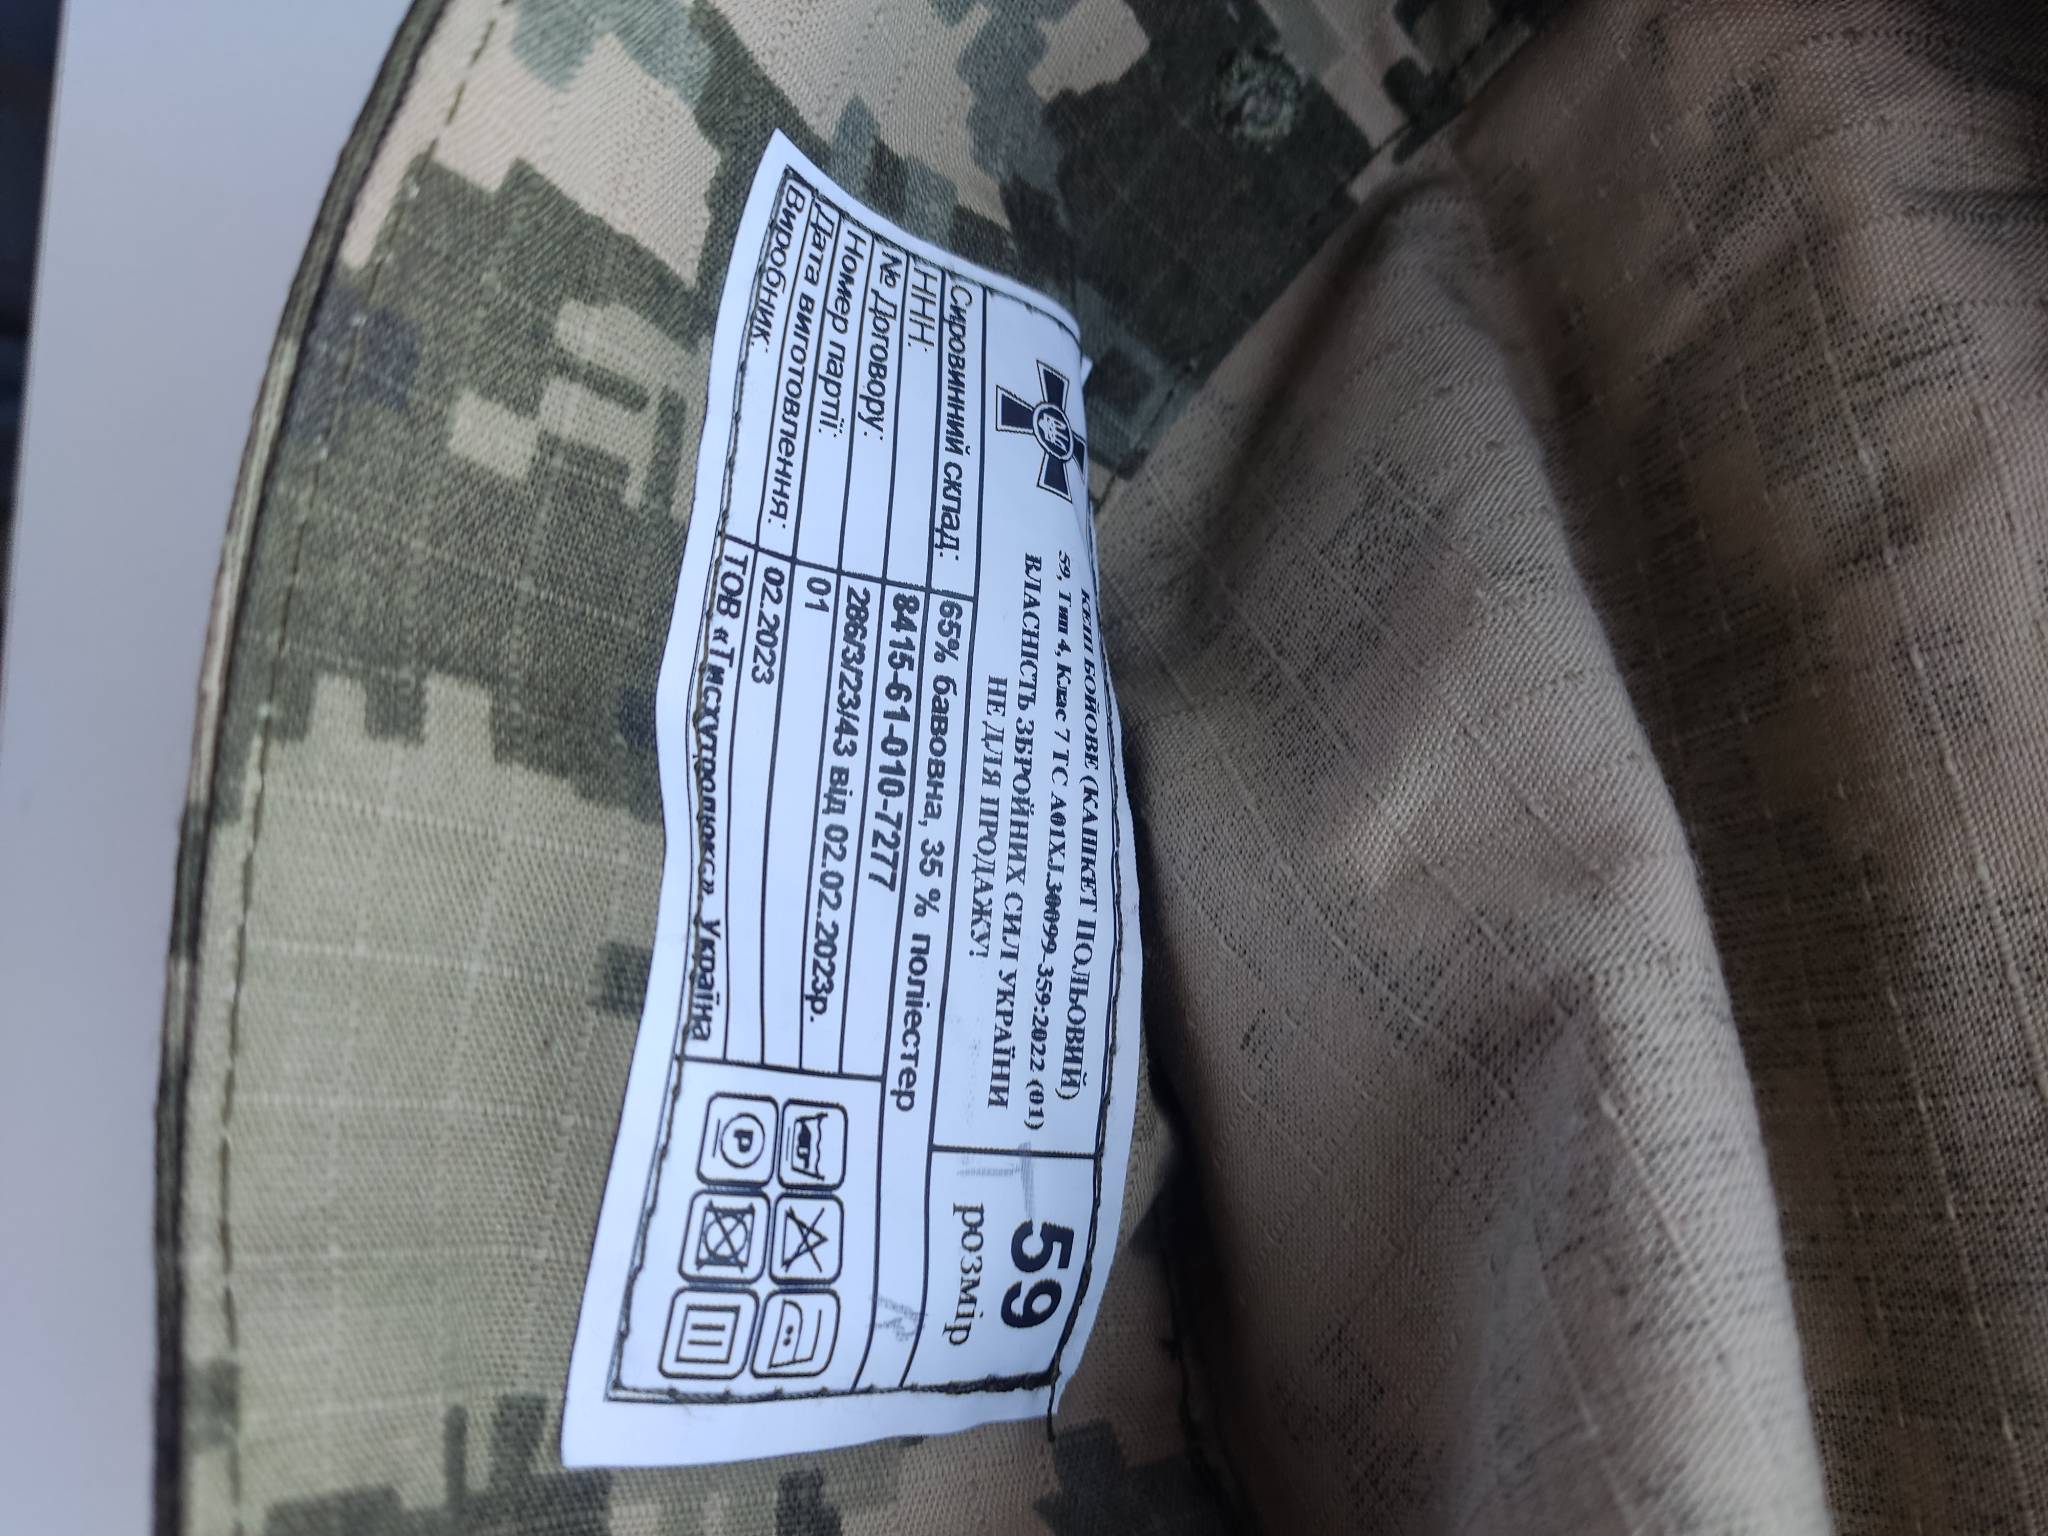 КЕПІ БОЙОВЕ (КАШКЕТ ПОЛЬОВИЙ)
59, Тип 4, Клас 7 ТС А01XJ.30099-359:2022 (01)
ВЛАСНІСТЬ ЗБРОЙНИХ СИЛ УКРАЇНИ
НЕ ДЛЯ ПРОДАЖУ!
59
розмір
Сировинний склад: 65% бавовна, 35 % поліестер
ННН: 8415-61-010-7277
№ Договору: 286/3/23/43 від 02.02.2023р.
Номер партії: 01
Дата виготовлення: 02.2023
Виробник: ТОВ Україна
P